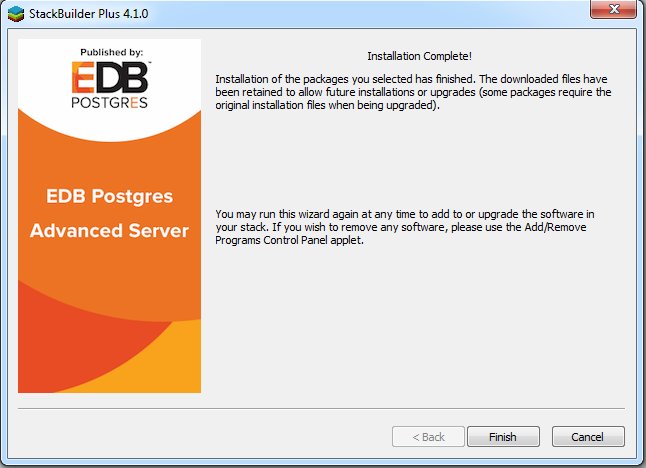 StackBuilder Plus 4.1.0
Published by:
EDB™
POSTGRES
EDB Postgres
Advanced Server
Installation Complete!
Installation of the packages you selected has finished. The downloaded files have
been retained to allow future installations or upgrades (some packages require the
original installation files when being upgraded).
You may run this wizard again at any time to add to or upgrade the software in
your stack. If you wish to remove any software, please use the Add/Remove
Programs Control Panel applet.
< Back
Finish
Cancel